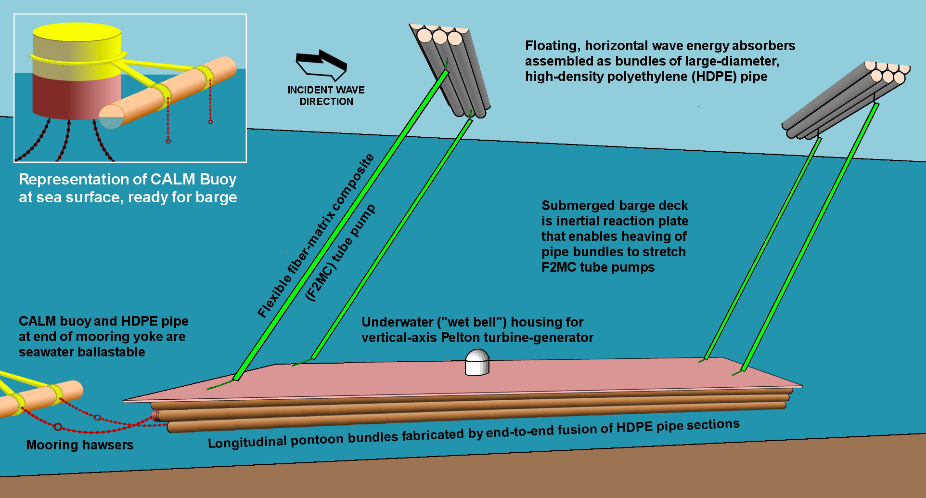 INCIDENT WAVE
DIRECTION
Floating, horizontal wave energy absorbers
assembled as bundles of large-diameter,
high-density polyethylene (HDPE) pipe
Representation of CALM Buoy
at sea surface, ready for barge
Flexible fiber-matrix composite
(F2MC) tube pump
Submerged barge deck
is inertial reaction plate
that enables heaving of
pipe bundles to stretch
F2MC tube pumps
CALM buoy and HDPE pipe
at end of mooring yoke are
seawater ballastable
Underwater ("wet bell") housing for
vertical-axis Pelton turbine-generator
Mooring hawsers
Longitudinal pontoon bundles fabricated by end-to-end fusion of HDPE pipe sections